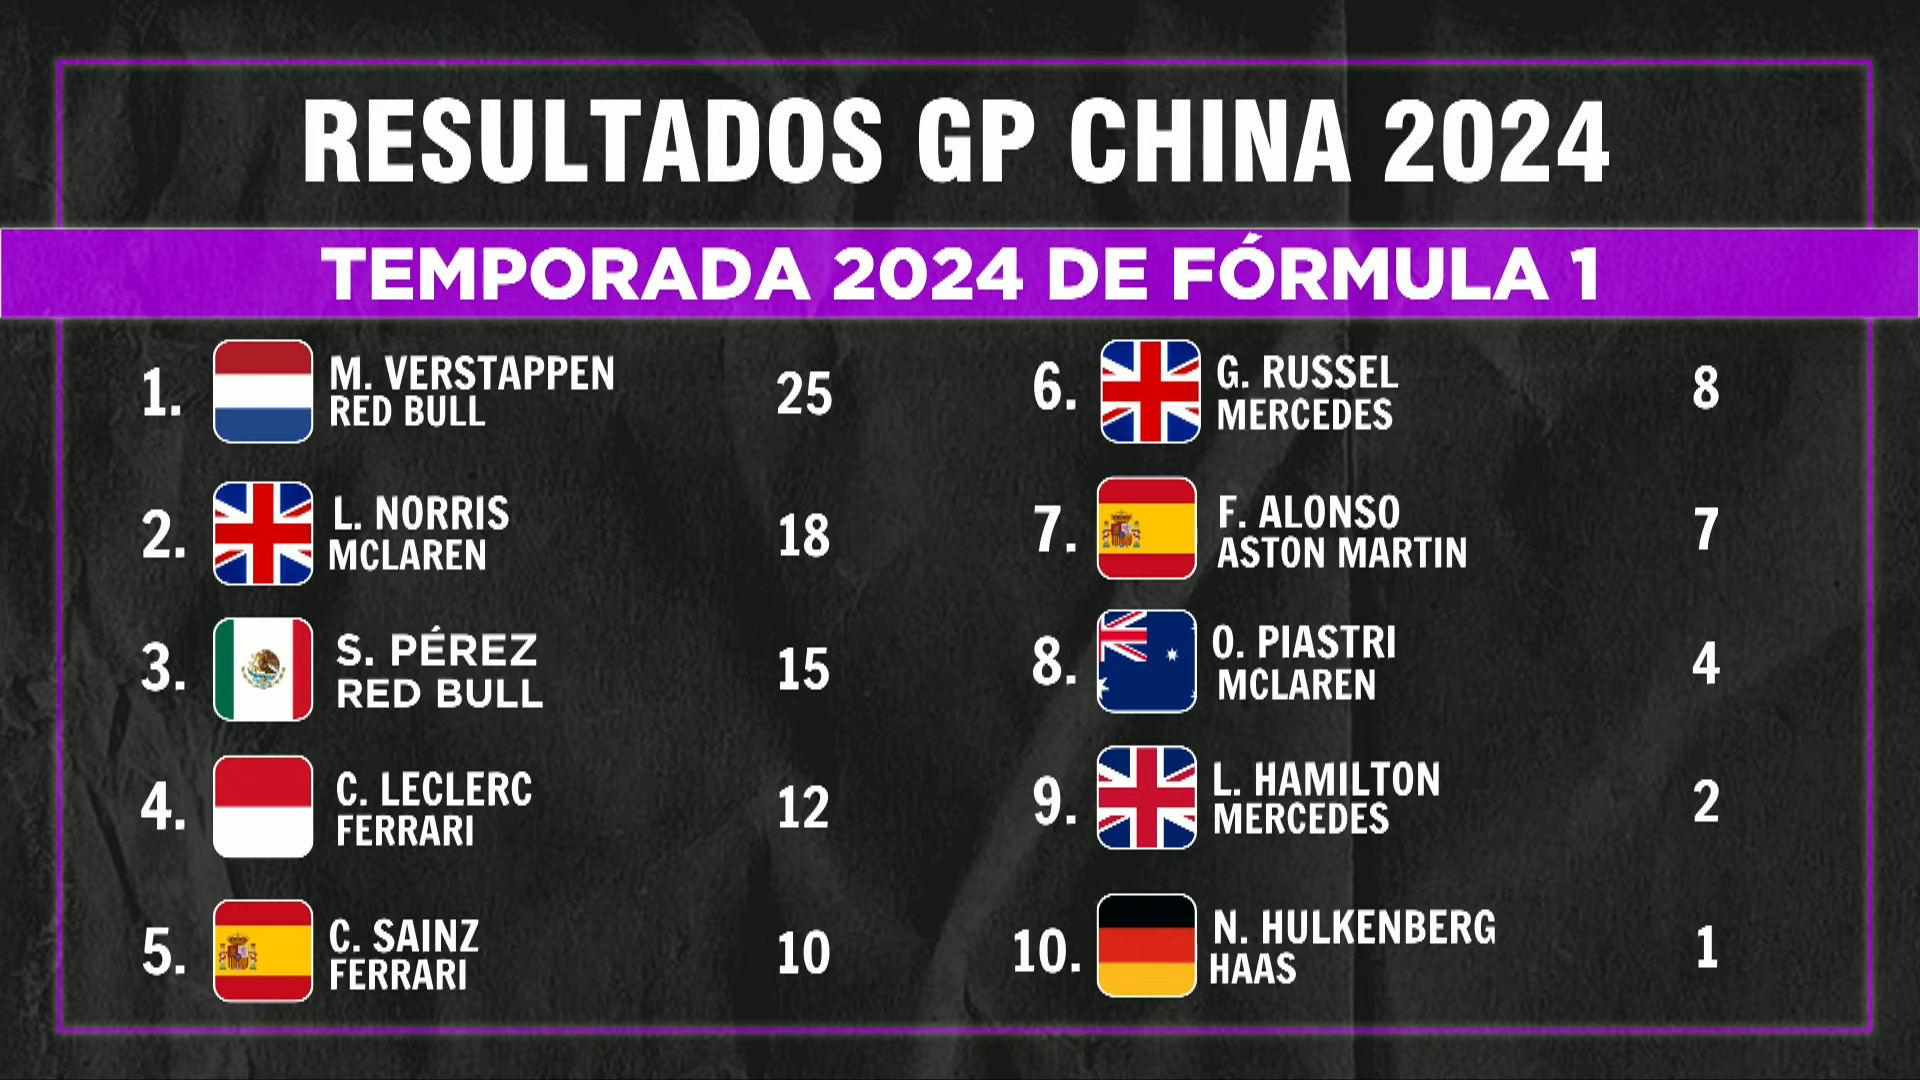 RESULTADOS GP CHINA 2024
TEMPORADA 2024 DE FÓRMULA 1
1. M. VERSTAPPEN 25
RED BULL
2. L. NORRIS 18
MCLAREN
3. S. PÉREZ 15
RED BULL
4. C. LECLERC 12
FERRARI
5. C. SAINZ 10
FERRARI
6. G. RUSSEL 8
MERCEDES
7. F. ALONSO 7
ASTON MARTIN
8. O. PIASTRI 4
MCLAREN
9. L. HAMILTON 2
MERCEDES
10. N. HULKENBERG 1
HAAS